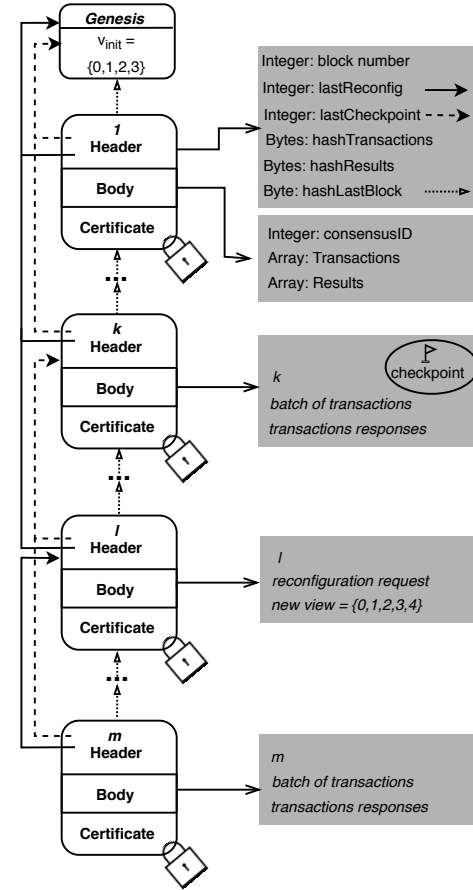 Genesis
v_init =
{0,1,2,3}
1
Header
Body
Certificate
Integer: block number
Integer: lastReconfig
Integer: lastCheckpoint
Bytes: hashTransactions
Bytes: hashResults
Byte: hashLastBlock
Integer: consensusID
Array: Transactions
Array: Results
...
k
Header
Body
Certificate
checkpoint
k
batch of transactions
transactions responses
...
l
Header
Body
Certificate
l
reconfiguration request
new view = {0,1,2,3,4}
...
m
Header
Body
Certificate
m
batch of transactions
transactions responses